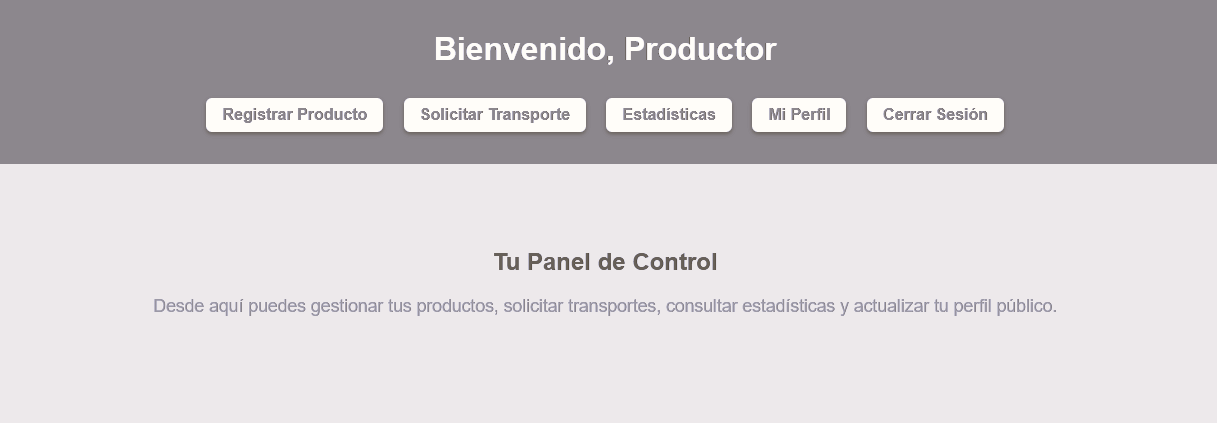 Bienvenido, Productor
Registrar Producto Solicitar Transporte Estadísticas Mi Perfil Cerrar Sesión
Tu Panel de Control
Desde aquí puedes gestionar tus productos, solicitar transportes, consultar estadísticas y actualizar tu perfil público.